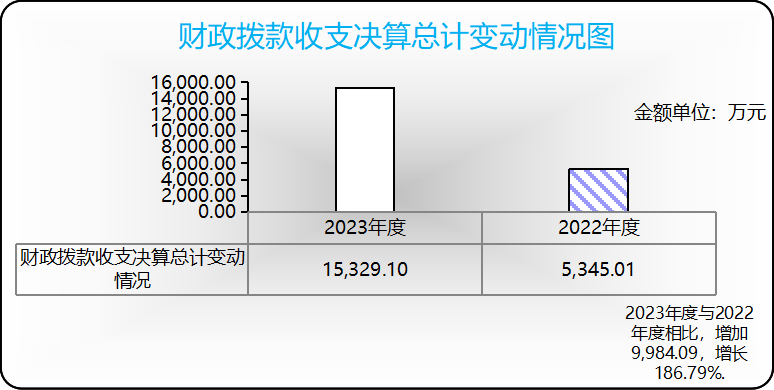 财政拨款收支决算总计变动情况图
金额单位：万元
16,000.00
14,000.00
12,000.00
10,000.00
8,000.00
6,000.00
4,000.00
2,000.00
0.00
2023年度 2022年度
财政拨款收支决算总计变动
情况
15,329.10 5,345.01
2023年度与2022
年度相比，增加
9,984.09，增长
186.79%.